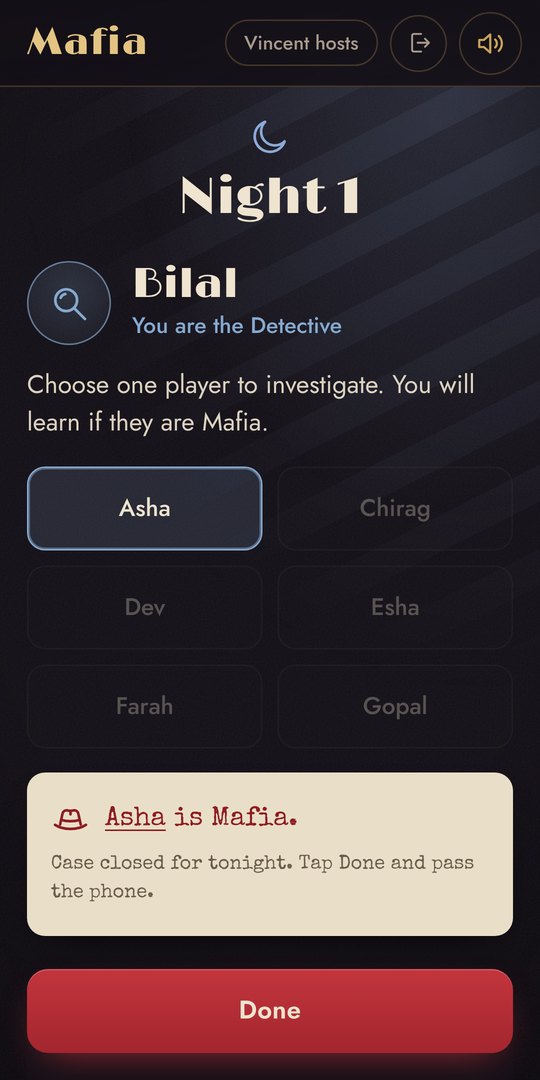 Mafia
Vincent hosts
Night 1
Bilal
You are the Detective
Choose one player to investigate. You will
learn if they are Mafia.
Asha
Chirag
Dev
Esha
Farah
Gopal
Asha is Mafia.
Case closed for tonight. Tap Done and pass
the phone.
Done